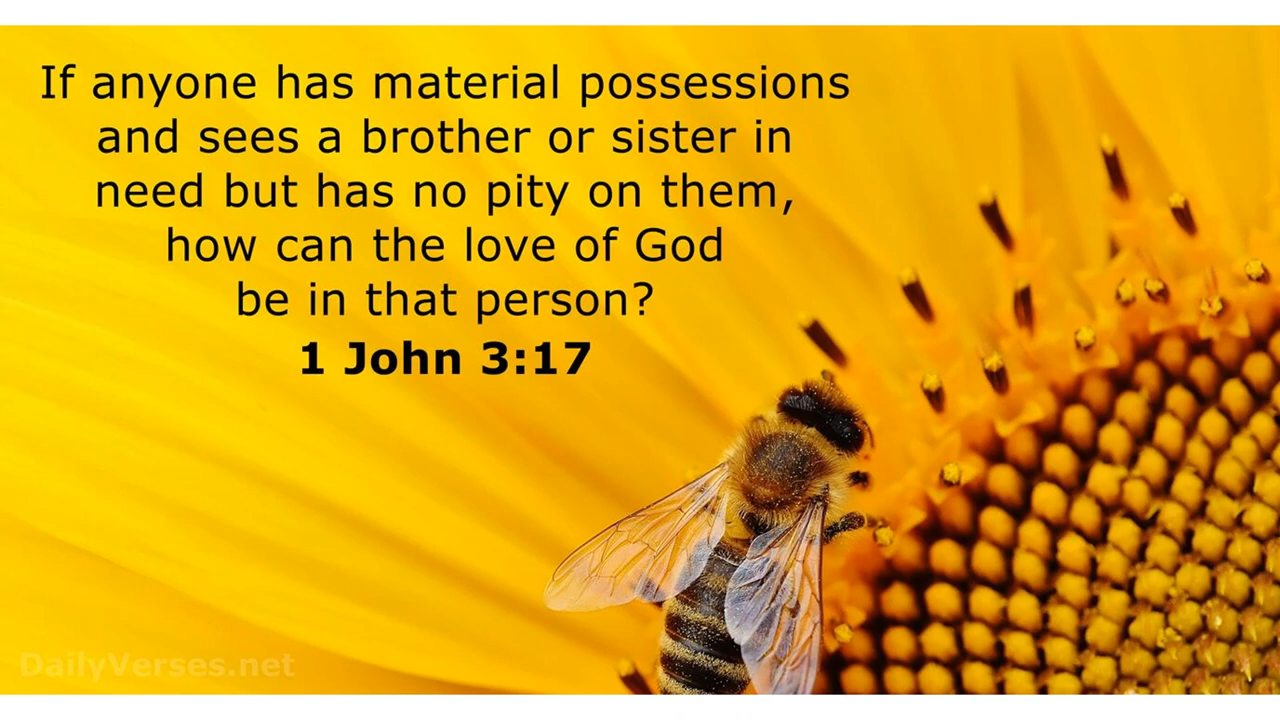 If anyone has material possessions
and sees a brother or sister in
need but has no pity on them,
how can the love of God
be in that person?
1 John 3:17
DailyVerses.net